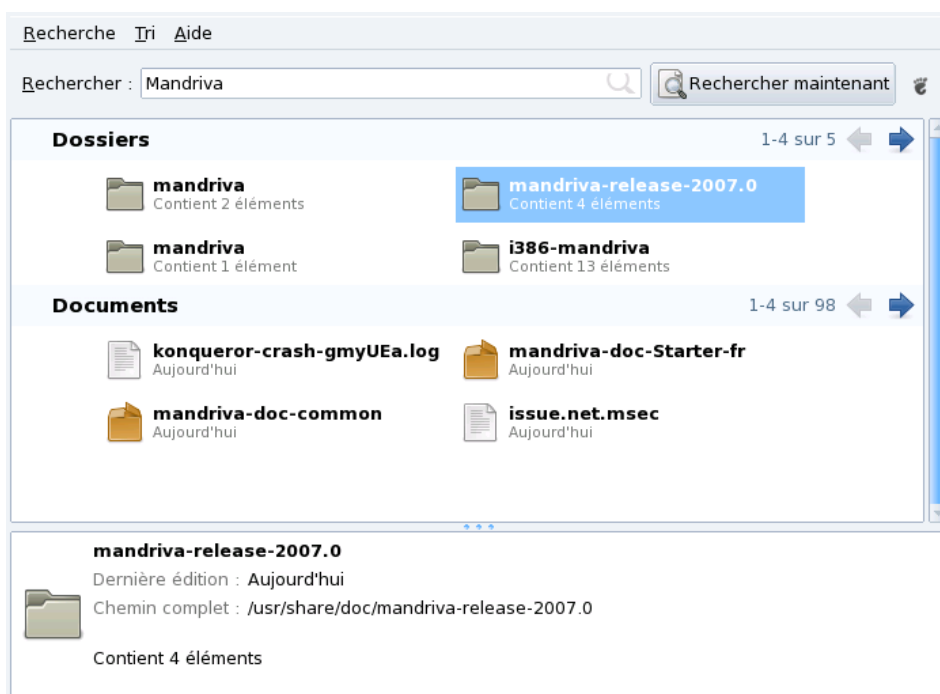 Recherche Tri Aide
Rechercher : Mandriva Rechercher maintenant
Dossiers 1-4 sur 5
mandriva
Contient 2 éléments
mandriva-release-2007.0
Contient 4 éléments
mandriva
Contient 1 élément
i386-mandriva
Contient 13 éléments
Documents 1-4 sur 98
konqueror-crash-gmyUEa.log
Aujourd'hui
mandriva-doc-Starter-fr
Aujourd'hui
mandriva-doc-common
Aujourd'hui
issue.net.msec
Aujourd'hui
mandriva-release-2007.0
Dernière édition : Aujourd'hui
Chemin complet : /usr/share/doc/mandriva-release-2007.0
Contient 4 éléments